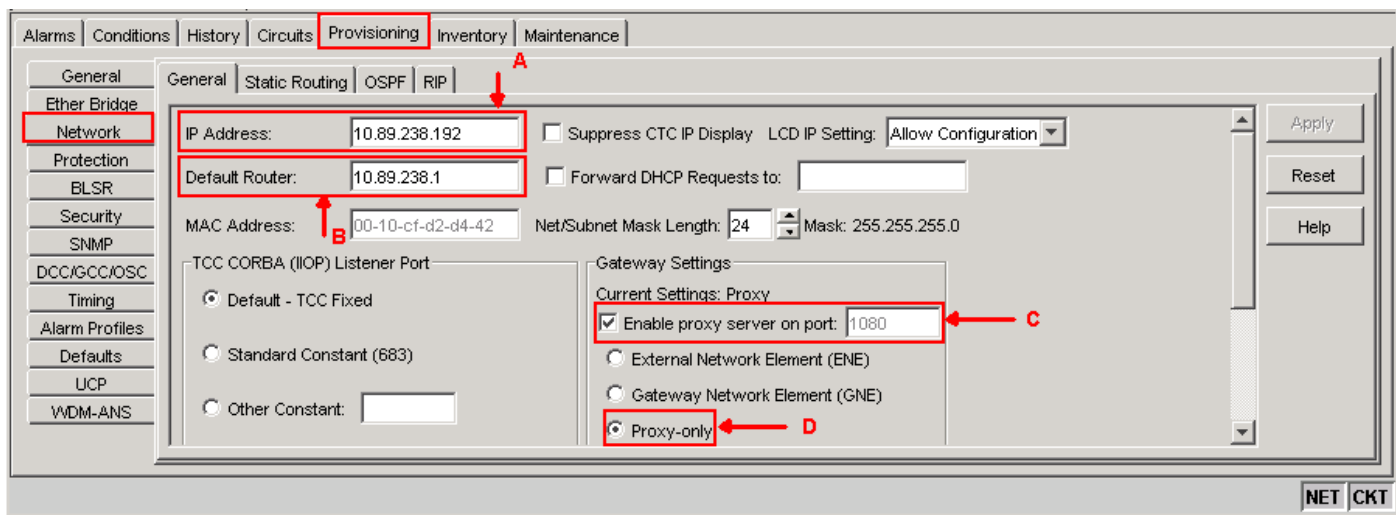 Alarms Conditions History Circuits Provisioning Inventory Maintenance
A
General
Ether Bridge
Network
Protection
BLSR
Security
SNMP
DCC/GCC/OSC
Timing
Alarm Profiles
Defaults
UCP
WDM-ANS
General Static Routing OSPF RIP
IP Address: 10.89.238.192 Suppress CTC IP Display LCD IP Setting: Allow Configuration
Default Router: 10.89.238.1 Forward DHCP Requests to:
B
MAC Address: 00-10-cf-d2-d4-42 Net/Subnet Mask Length: 24 Mask: 255.255.255.0
TCC CORBA (IIOP) Listener Port
Default - TCC Fixed
Standard Constant (683)
Other Constant:
Gateway Settings
Current Settings: Proxy
Enable proxy server on port: 1080
C
External Network Element (ENE)
Gateway Network Element (GNE)
Proxy-only
D
Apply
Reset
Help
NET CKT